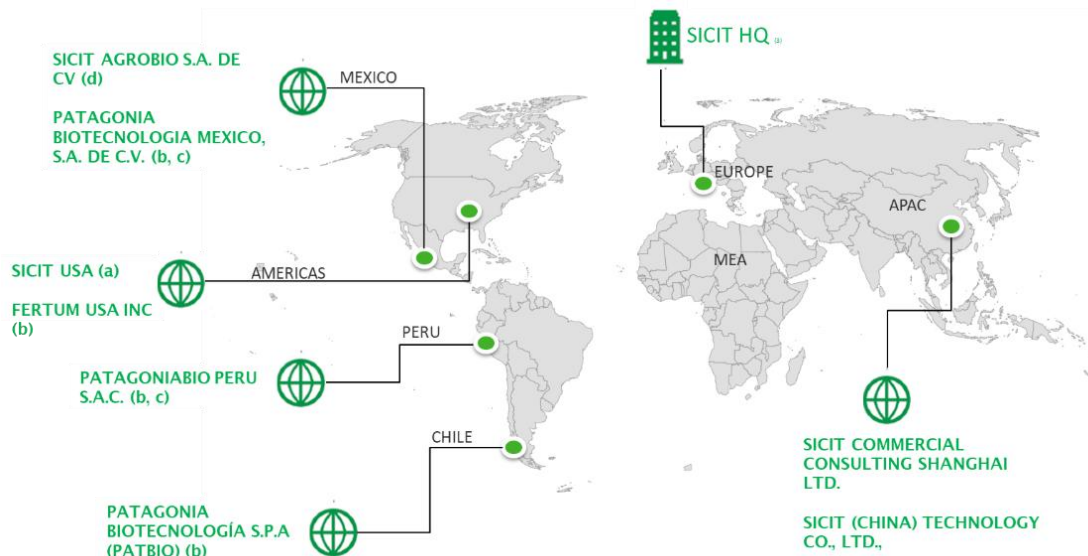 SICIT HQ
SICIT AGROBIO S.A. DE
CV (d)
MEXICO
PATAGONIA
BIOTECNOLOGIA MEXICO,
S.A. DE C.V. (b, c)
EUROPE
APAC
MEA
SICIT USA (a)
AMERICAS
FERTUM USA INC
(b)
PERU
PATAGONIABIO PERU
S.A.C. (b, c)
CHILE
SICIT COMMERCIAL
CONSULTING SHANGHAI
LTD.
PATAGONIA
BIOTECNOLOGÍA S.P.A
(PATBIO) (b)
SICIT (CHINA) TECHNOLOGY
CO., LTD.,